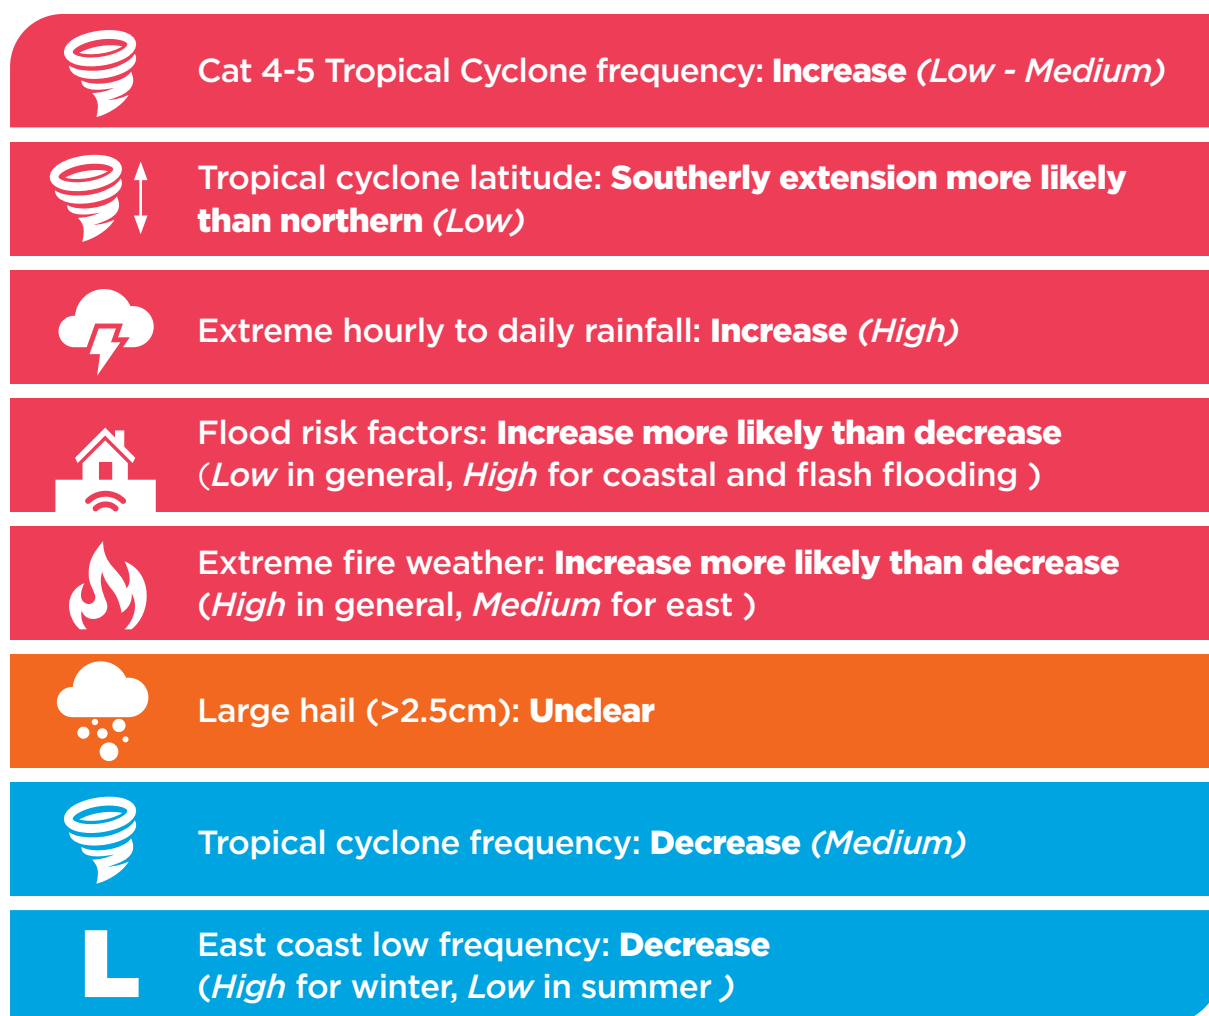 Cat 4-5 Tropical Cyclone frequency: Increase (Low - Medium)
Tropical cyclone latitude: Southerly extension more likely
than northern (Low)
Extreme hourly to daily rainfall: Increase (High)
Flood risk factors: Increase more likely than decrease
(Low in general, High for coastal and flash flooding )
Extreme fire weather: Increase more likely than decrease
(High in general, Medium for east )
Large hail (>2.5cm): Unclear
Tropical cyclone frequency: Decrease (Medium)
L
East coast low frequency: Decrease
(High for winter, Low in summer )